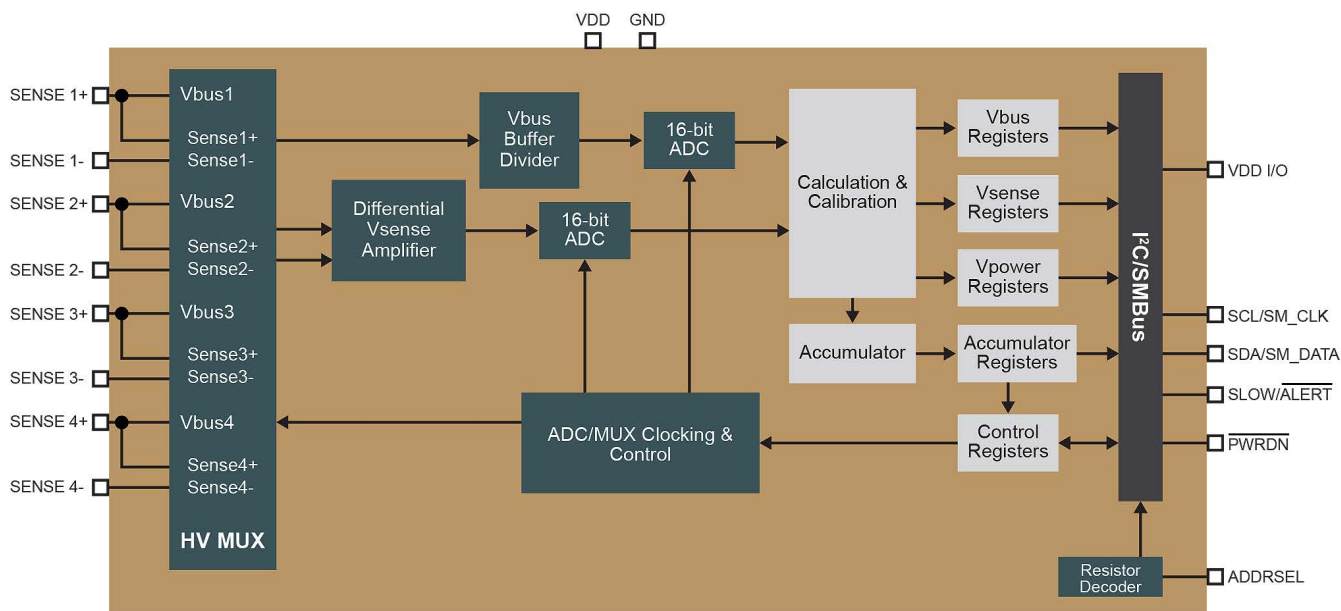 VDD GND
SENSE 1+
SENSE 1-
SENSE 2+
SENSE 2-
SENSE 3+
SENSE 3-
SENSE 4+
SENSE 4-
Vbus1
Sense1+
Sense1-
Vbus2
Sense2+
Sense2-
Vbus3
Sense3+
Sense3-
Vbus4
Sense4+
Sense4-
HV MUX
Vbus
Buffer
Divider
16-bit
ADC
Differential
Vsense
Amplifier
16-bit
ADC
ADC/MUX Clocking &
Control
Calculation &
Calibration
Accumulator
Vbus
Registers
Vsense
Registers
Vpower
Registers
Accumulator
Registers
Control
Registers
I²C/SMBus
Resistor
Decoder
VDD I/O
SCL/SM_CLK
SDA/SM_DATA
SLOW/ALERT
PWRDN
ADDRSEL